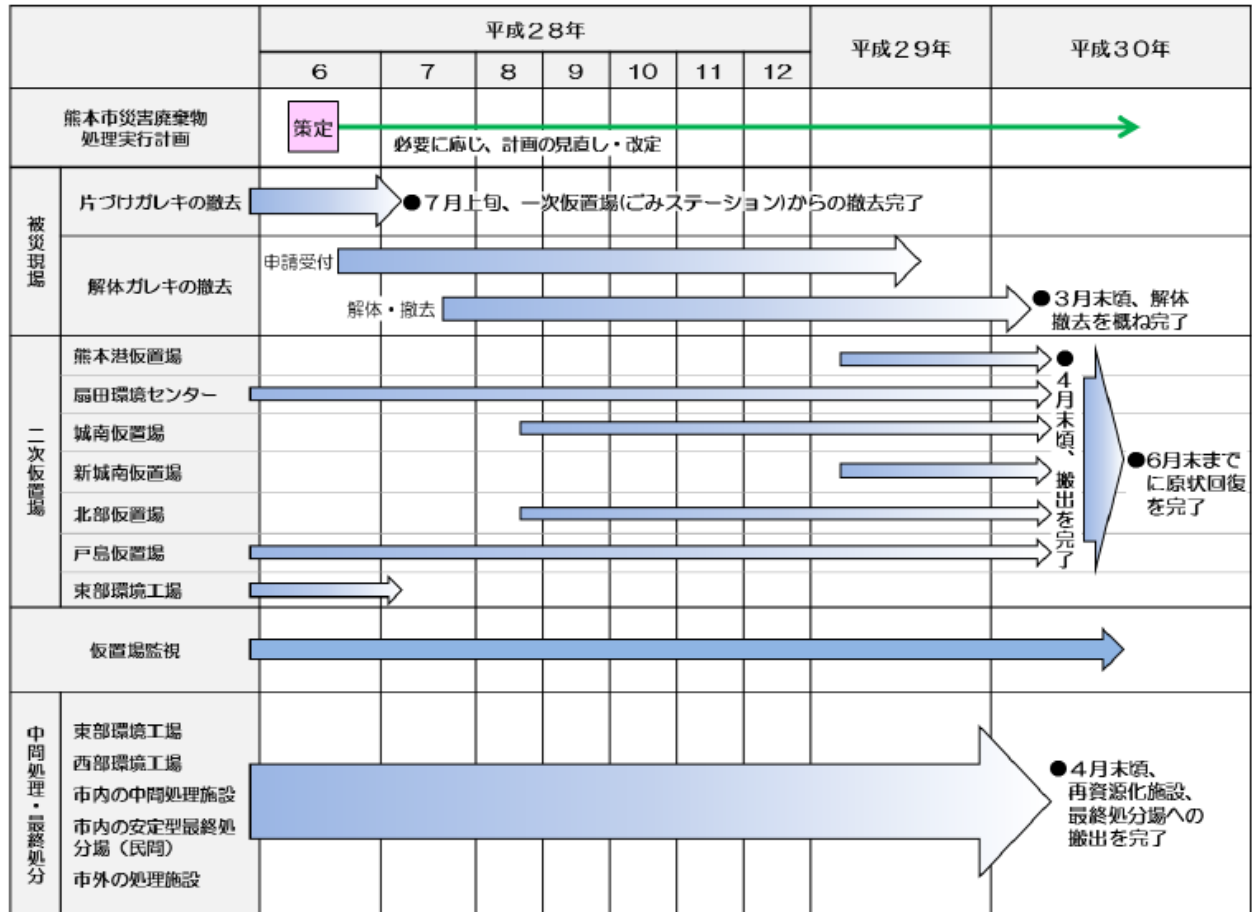 平成28年
平成29年
平成30年
6 7 8 9 10 11 12
熊本市災害廃棄物
処理実行計画
策定
必要に応じ、計画の見直し・改定
被災現場
片づけガレキの撤去
●7月上旬、一次仮置場(ごみステーション)からの撤去完了
解体ガレキの撤去
申請受付
解体・撤去
●3月末頃、解体
撤去を概ね完了
二次仮置場
熊本港仮置場
扇田環境センター
城南仮置場
新城南仮置場
北部仮置場
戸島仮置場
東部環境工場
●4月末頃、搬出を完了
●6月末まで
に原状回復
を完了
仮置場監視
中間処理・最終処分
東部環境工場
西部環境工場
市内の中間処理施設
市内の安定型最終処
分場（民間）
市外の処理施設
●4月末頃、
再資源化施設、
最終処分場への
搬出を完了